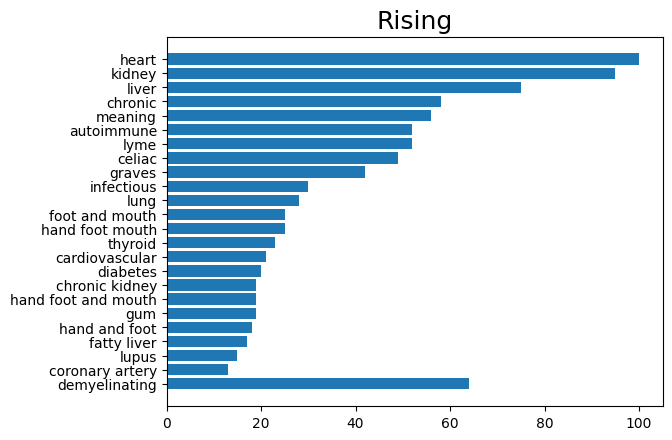 Rising
heart
kidney
liver
chronic
meaning
autoimmune
lyme
celiac
graves
infectious
lung
foot and mouth
hand foot mouth
thyroid
cardiovascular
diabetes
chronic kidney
hand foot and mouth
gum
hand and foot
fatty liver
lupus
coronary artery
demyelinating
0 20 40 60 80 100